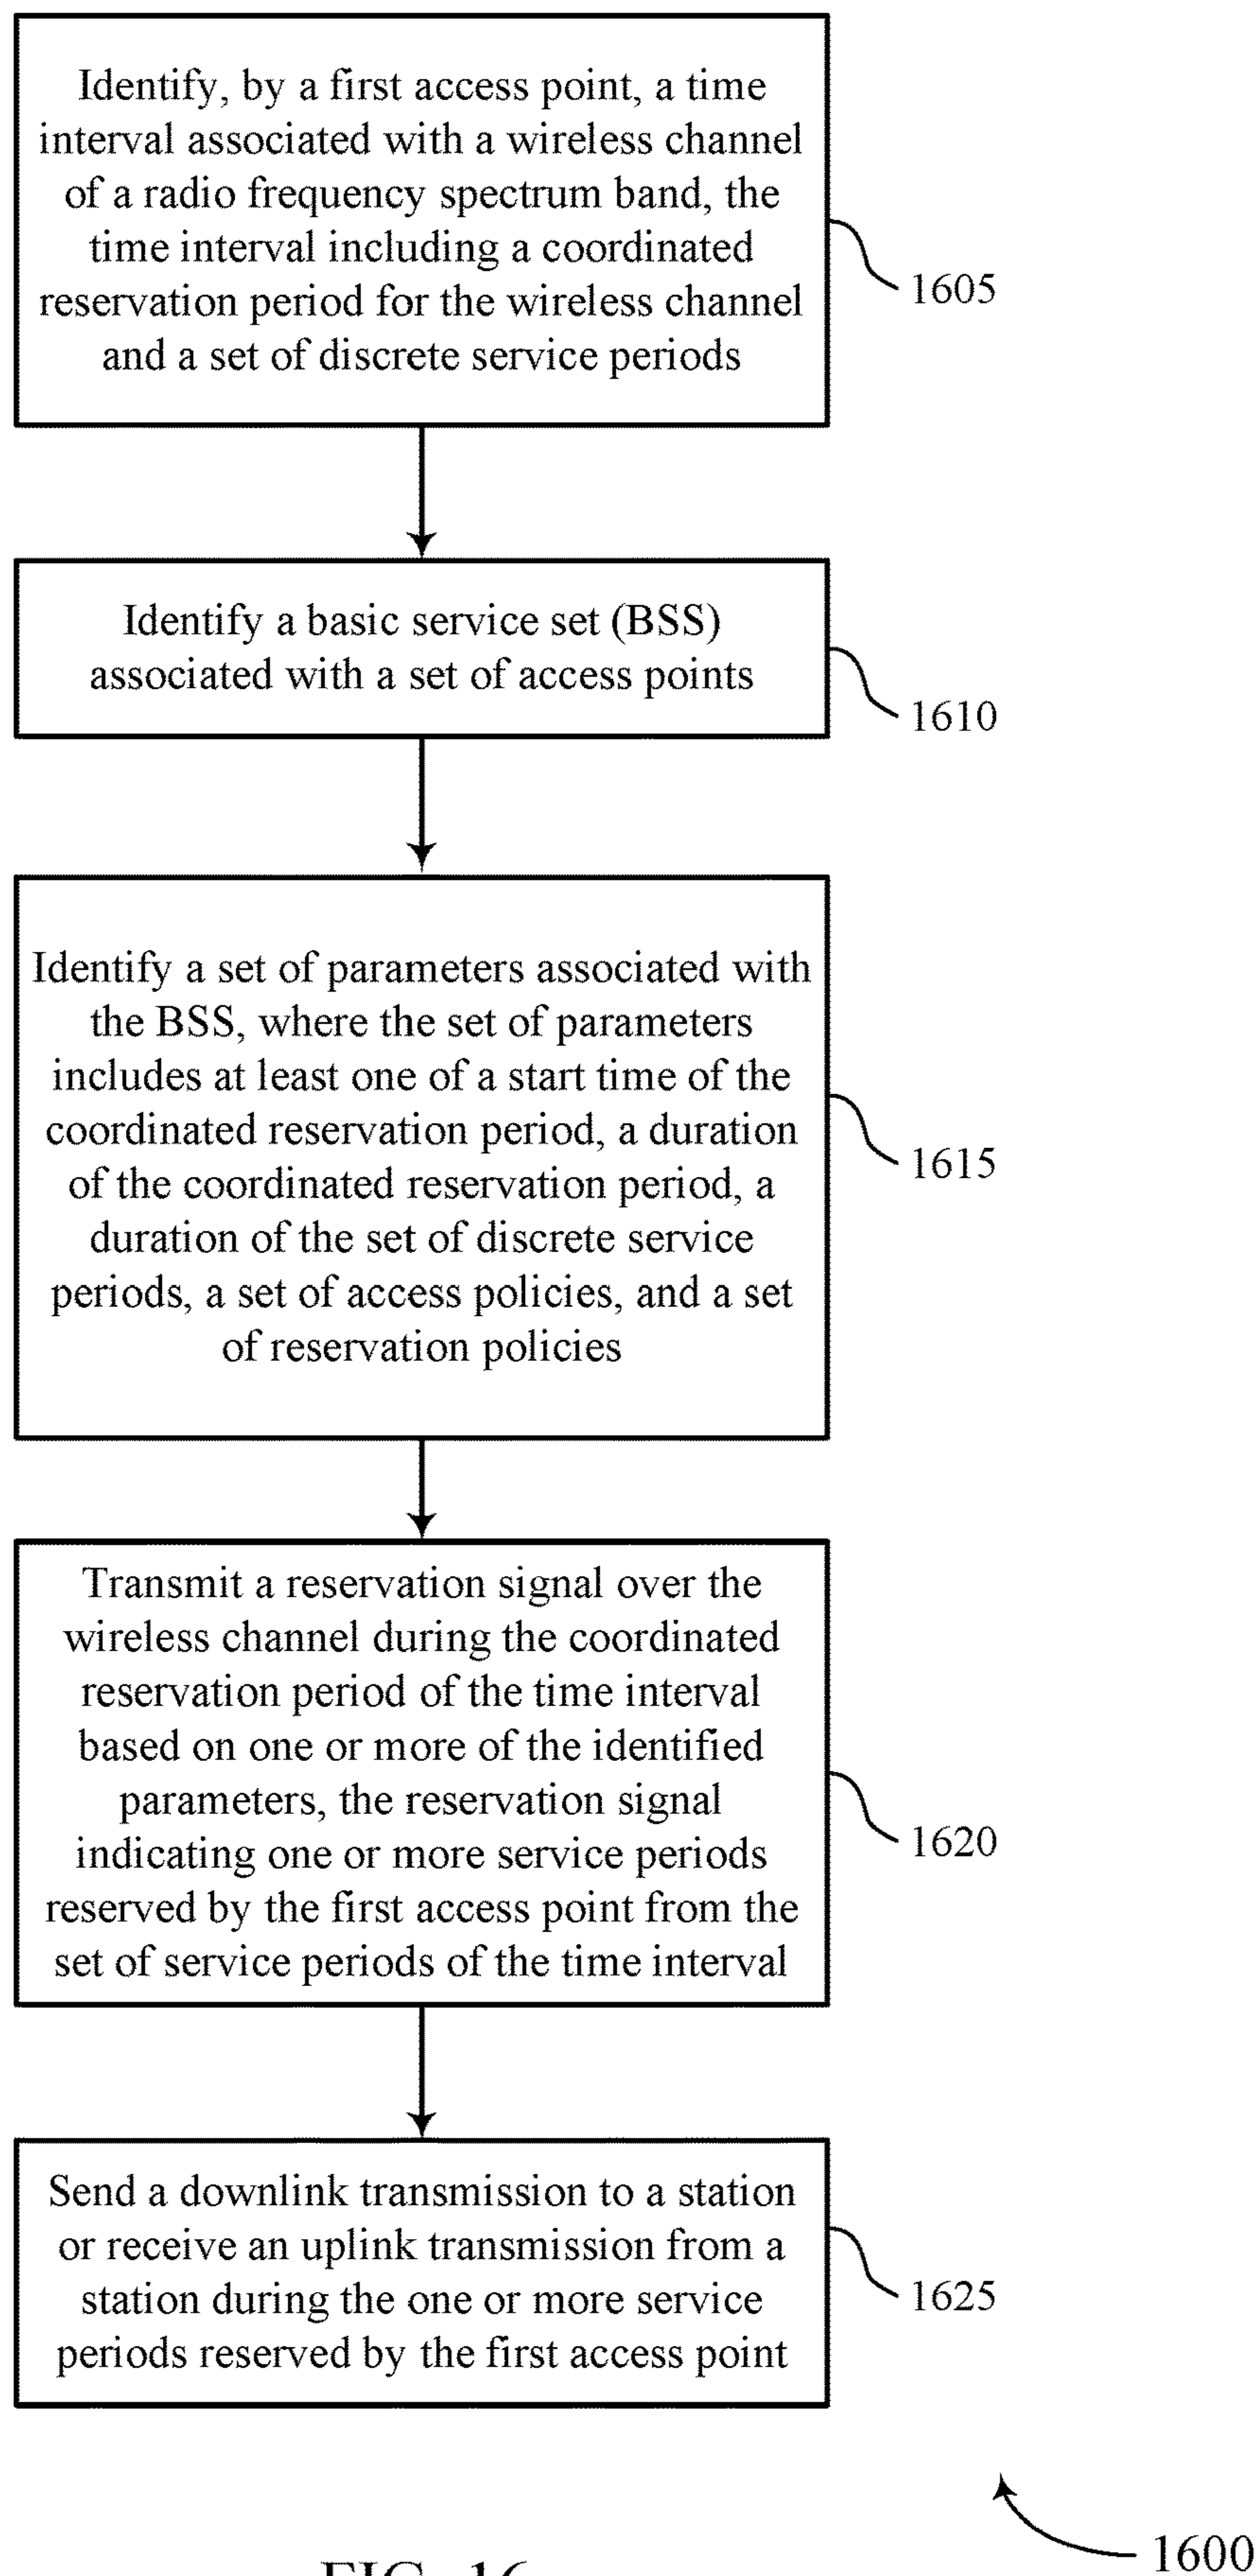 Identify, by a first access point, a time
interval associated with a wireless channel
of a radio frequency spectrum band, the
time interval including a coordinated
reservation period for the wireless channel
and a set of discrete service periods
1605
Identify a basic service set (BSS)
associated with a set of access points
1610
Identify a set of parameters associated with
the BSS, where the set of parameters
includes at least one of a start time of the
coordinated reservation period, a duration
of the coordinated reservation period, a
duration of the set of discrete service
periods, a set of access policies, and a set
of reservation policies
1615
Transmit a reservation signal over the
wireless channel during the coordinated
reservation period of the time interval
based on one or more of the identified
parameters, the reservation signal
indicating one or more service periods
reserved by the first access point from the
set of service periods of the time interval
1620
Send a downlink transmission to a station
or receive an uplink transmission from a
station during the one or more service
periods reserved by the first access point
1625
1600
FIG. 16